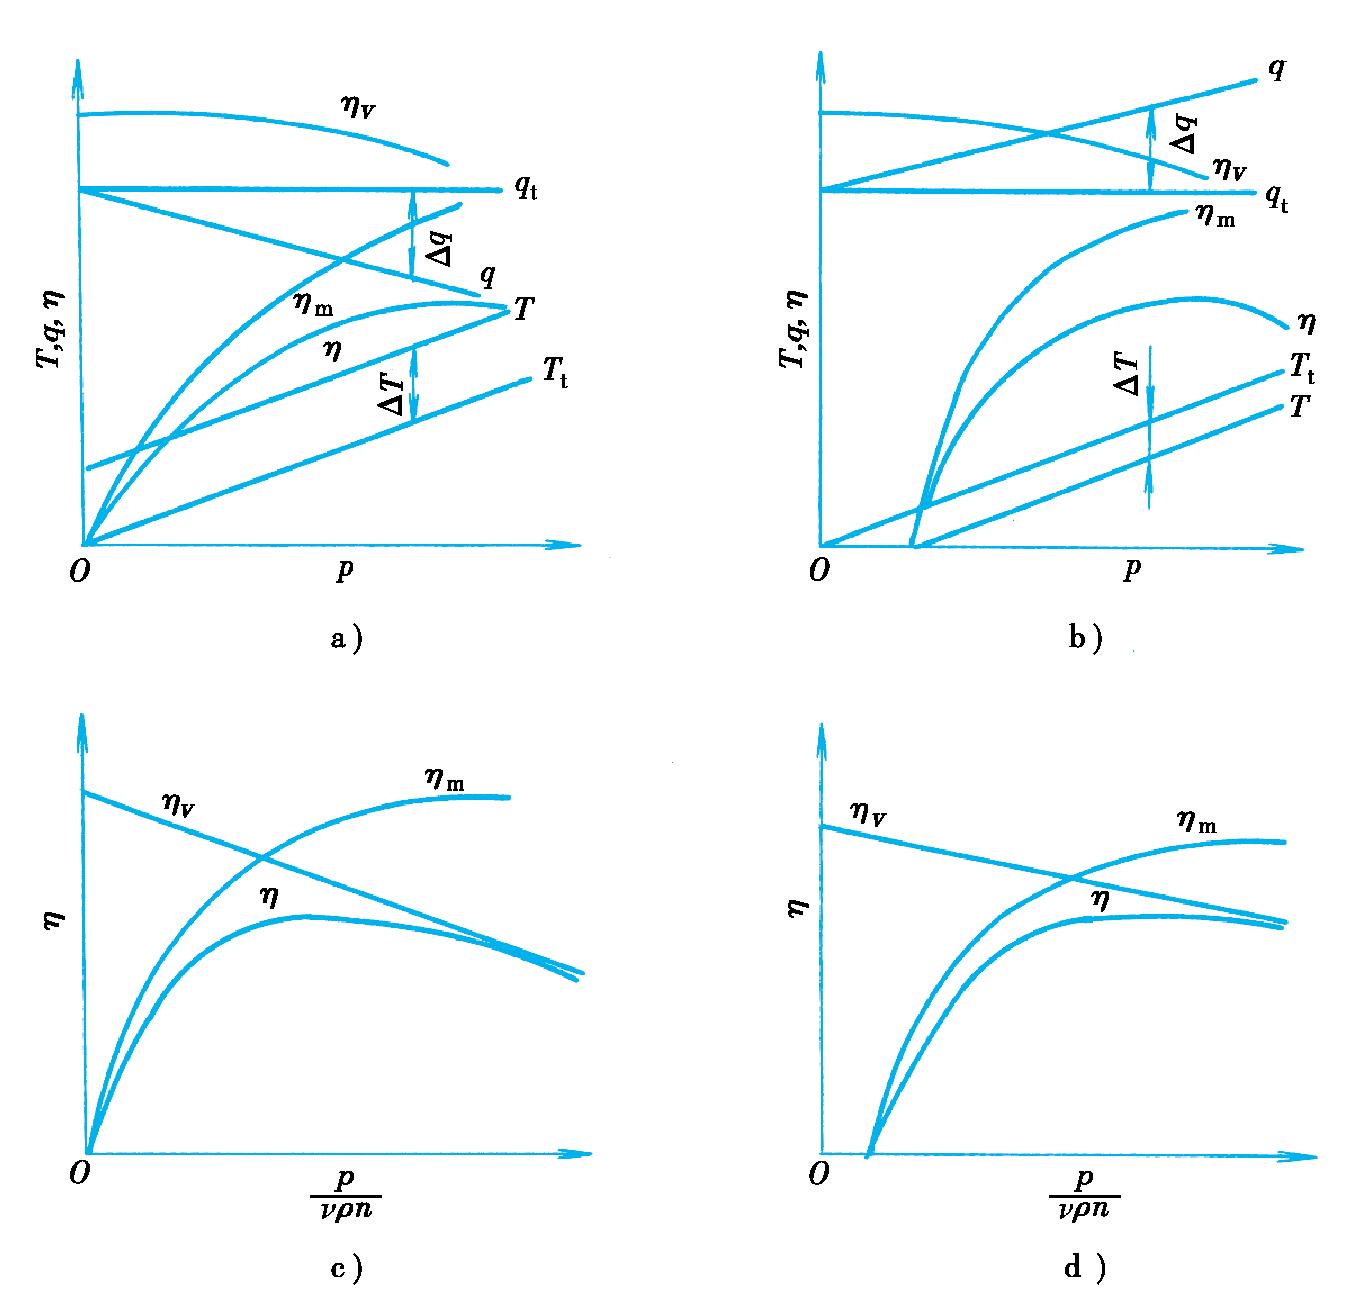 η_V
q_t
Δq
q
η_m
T
η
T_t
ΔT
T, q, η
O
p
a)
q
Δq
η_V
q_t
η_m
η
T_t
T
ΔT
T, q, η
O
p
b)
η_m
η_V
η
η
O
p
νρn
c)
η_V
η_m
η
η
O
p
νρn
d)